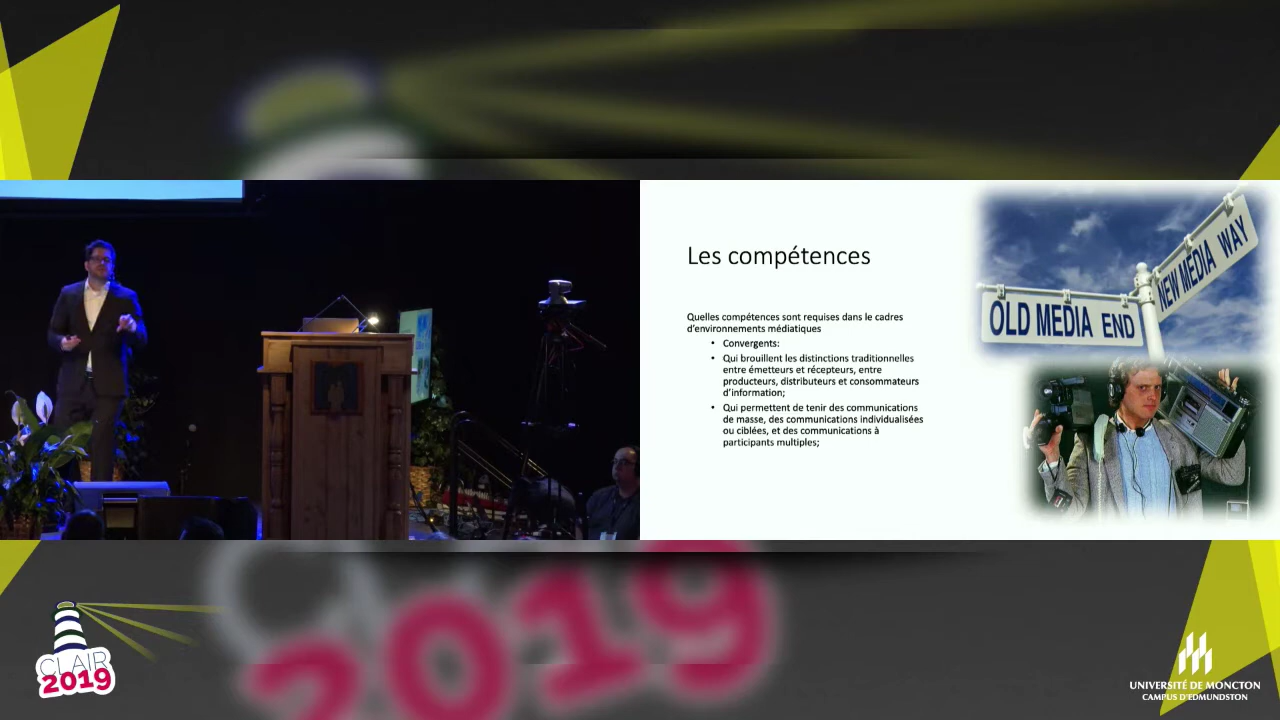 Les compétences
Quelles compétences sont requises dans le cadres
d'environnements médiatiques
• Convergents:
• Qui brouillent les distinctions traditionnelles
entre émetteurs et récepteurs, entre
producteurs, distributeurs et consommateurs
d'information;
• Qui permettent de tenir des communications
de masse, des communications individualisées
ou ciblées, et des communications à
participants multiples;
OLD MEDIA END
NEW MEDIA WAY
2019
CLAIR
2019
UNIVERSITÉ DE MONCTON
CAMPUS D'EDMUNDSTON